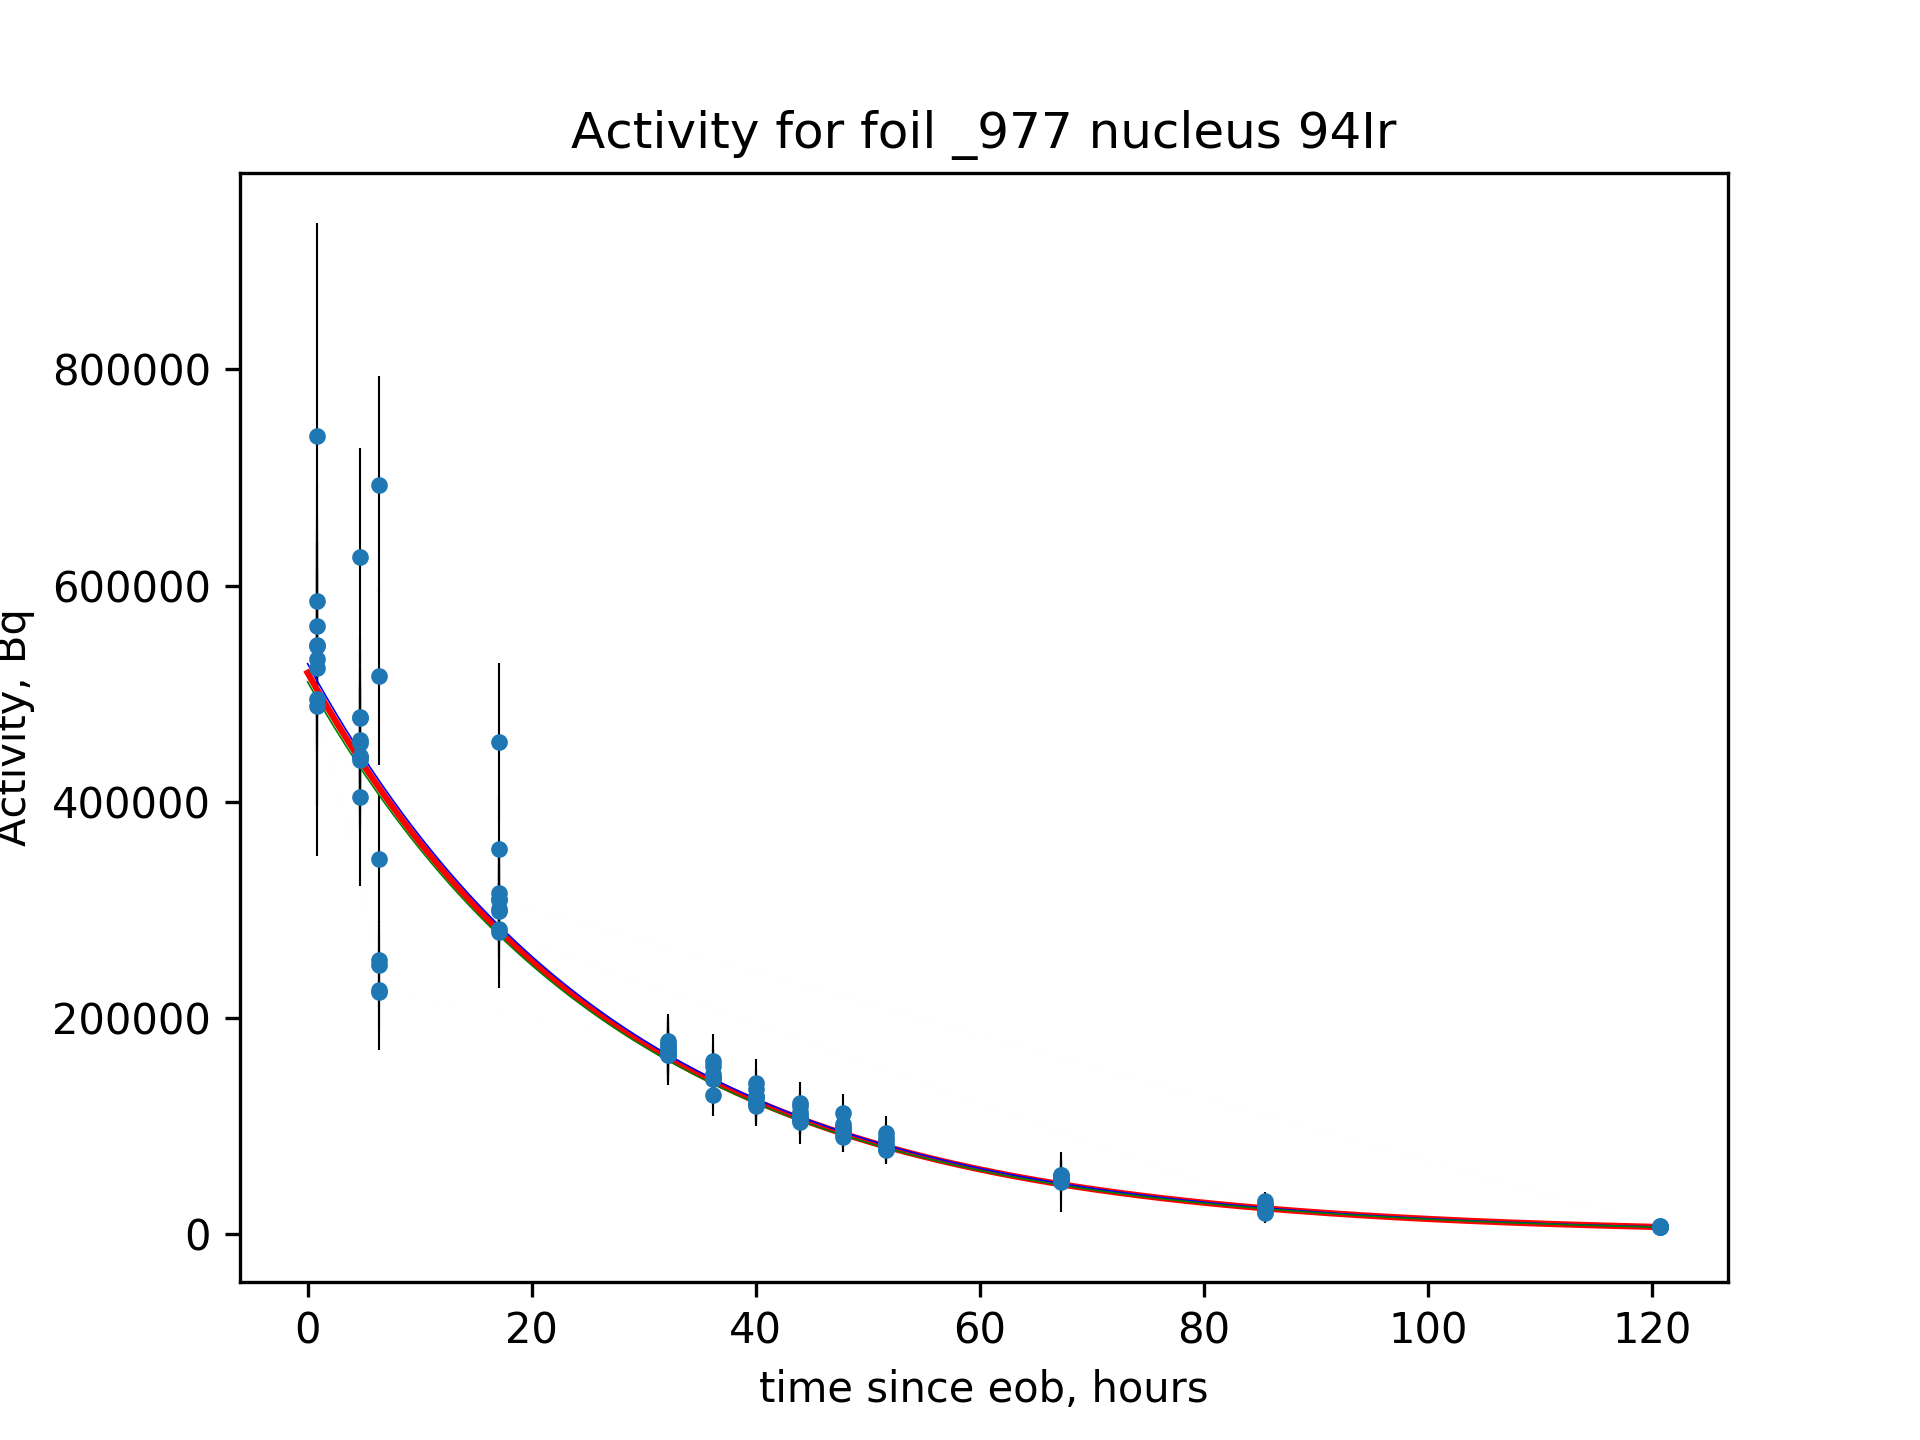 Activity for foil _977 nucleus 94Ir
800000
600000
400000
200000
0
Activity, Bq
0 20 40 60 80 100 120
time since eob, hours